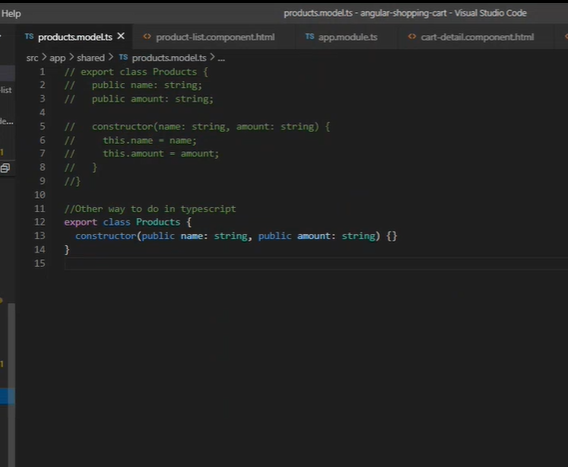 Help
products.model.ts - angular-shopping-cart - Visual Studio Code
TS products.model.ts × <> product-list.component.html TS app.module.ts <> cart-detail.component.html
src > app > shared > TS products.model.ts > ...
1 // export class Products {
2 //   public name: string;
3 //   public amount: string;
4
5 //   constructor(name: string, amount: string) {
6 //     this.name = name;
7 //     this.amount = amount;
8 //   }
9 //}
10
11 //Other way to do in typescript
12 export class Products {
13   constructor(public name: string, public amount: string) {}
14 }
15
list
de...
1
1